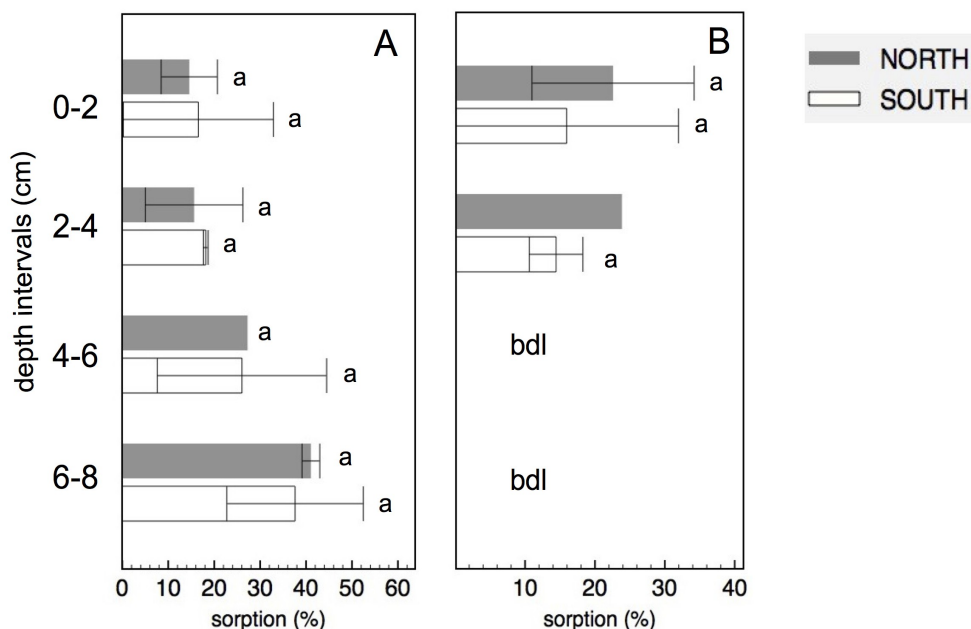 A
B
NORTH
SOUTH
depth intervals (cm)
0-2
a
a
a
a
2-4
a
a
a
4-6
a
a
bdl
6-8
a
a
bdl
0 10 20 30 40 50 60
10 20 30 40
sorption (%)
sorption (%)